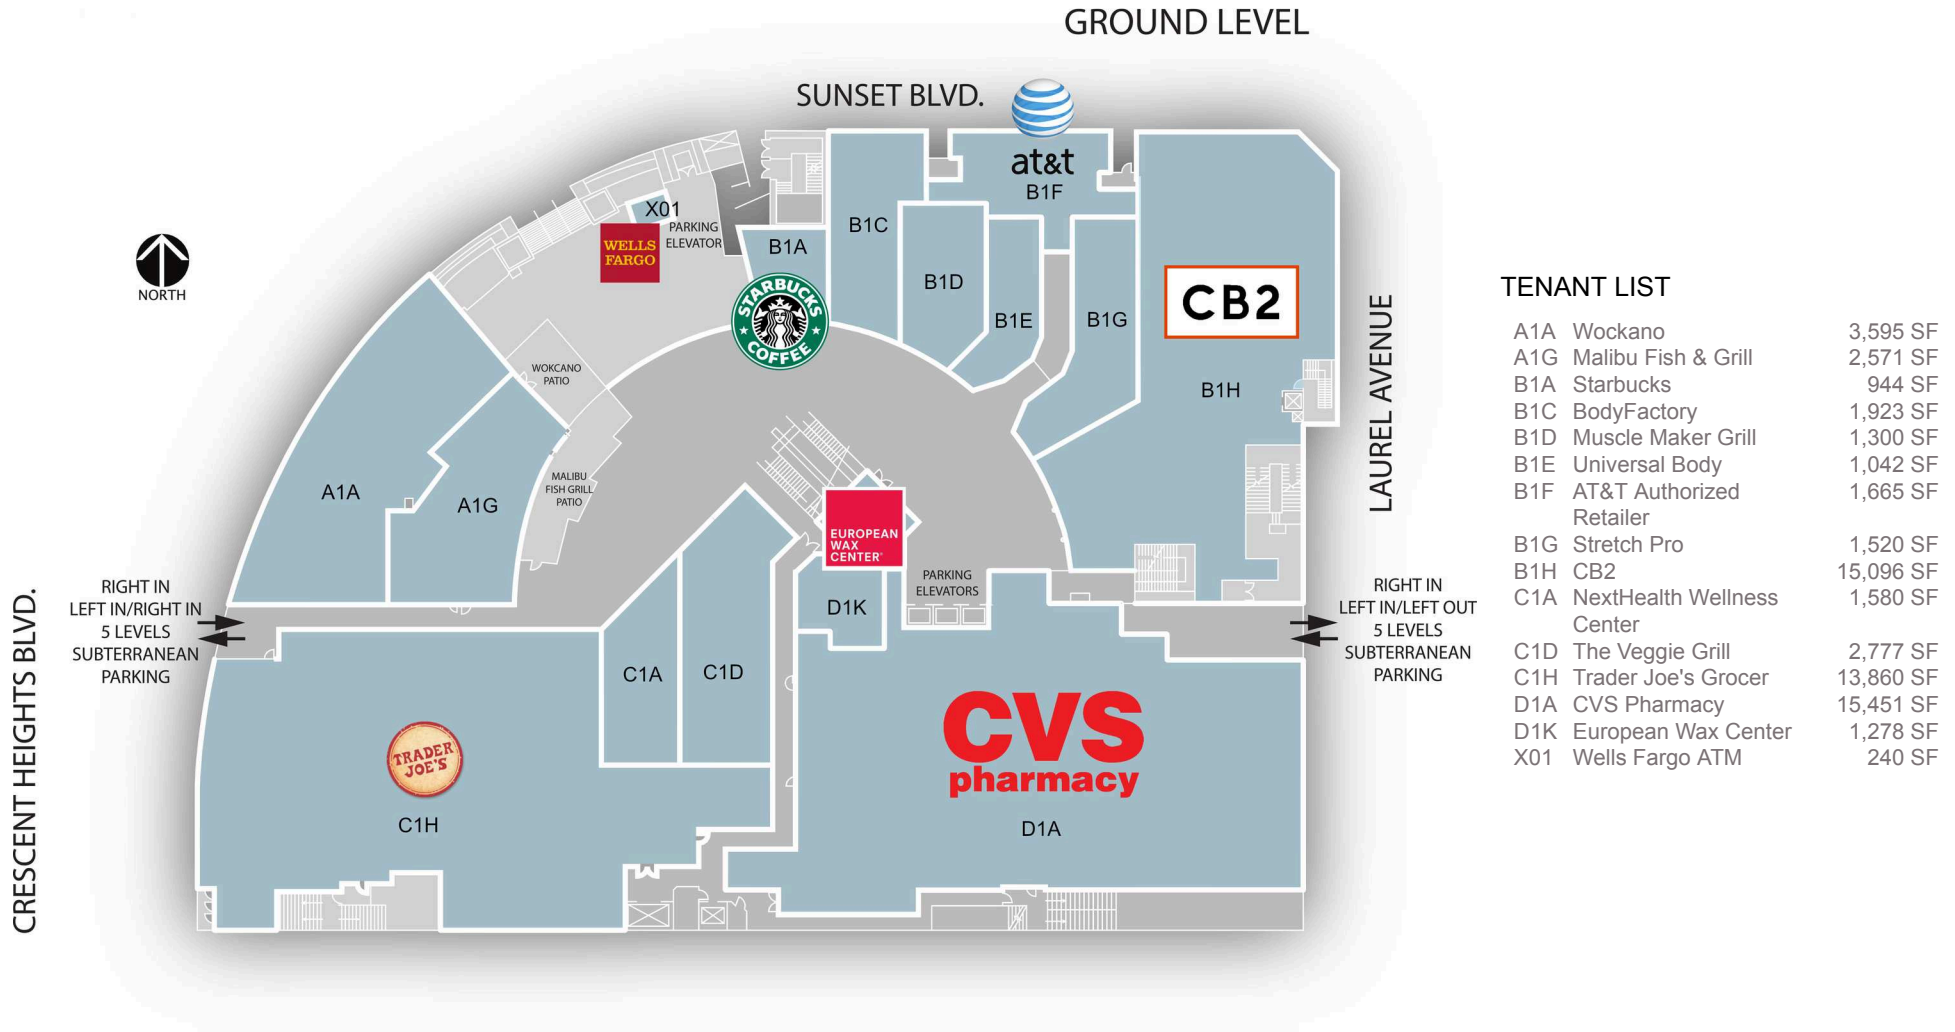 GROUND LEVEL
SUNSET BLVD.
at&t
B1F
X01
PARKING
ELEVATOR
WELLS
FARGO
B1A
B1C
B1D
B1E
B1G
STARBUCKS
COFFEE
CB2
B1H
NORTH
LAUREL AVENUE
WOKCANO
PATIO
MALIBU
FISH GRILL
PATIO
A1A
A1G
EUROPEAN
WAX
CENTER
PARKING
ELEVATORS
D1K
CRESCENT HEIGHTS BLVD.
RIGHT IN
LEFT IN/RIGHT IN
5 LEVELS
SUBTERRANEAN
PARKING
RIGHT IN
LEFT IN/LEFT OUT
5 LEVELS
SUBTERRANEAN
PARKING
C1A
C1D
TRADER
JOE'S
C1H
CVS
pharmacy
D1A
TENANT LIST
A1A Wockano 3,595 SF
A1G Malibu Fish & Grill 2,571 SF
B1A Starbucks 944 SF
B1C BodyFactory 1,923 SF
B1D Muscle Maker Grill 1,300 SF
B1E Universal Body 1,042 SF
B1F AT&T Authorized 1,665 SF
Retailer
B1G Stretch Pro 1,520 SF
B1H CB2 15,096 SF
C1A NextHealth Wellness 1,580 SF
Center
C1D The Veggie Grill 2,777 SF
C1H Trader Joe's Grocer 13,860 SF
D1A CVS Pharmacy 15,451 SF
D1K European Wax Center 1,278 SF
X01 Wells Fargo ATM 240 SF